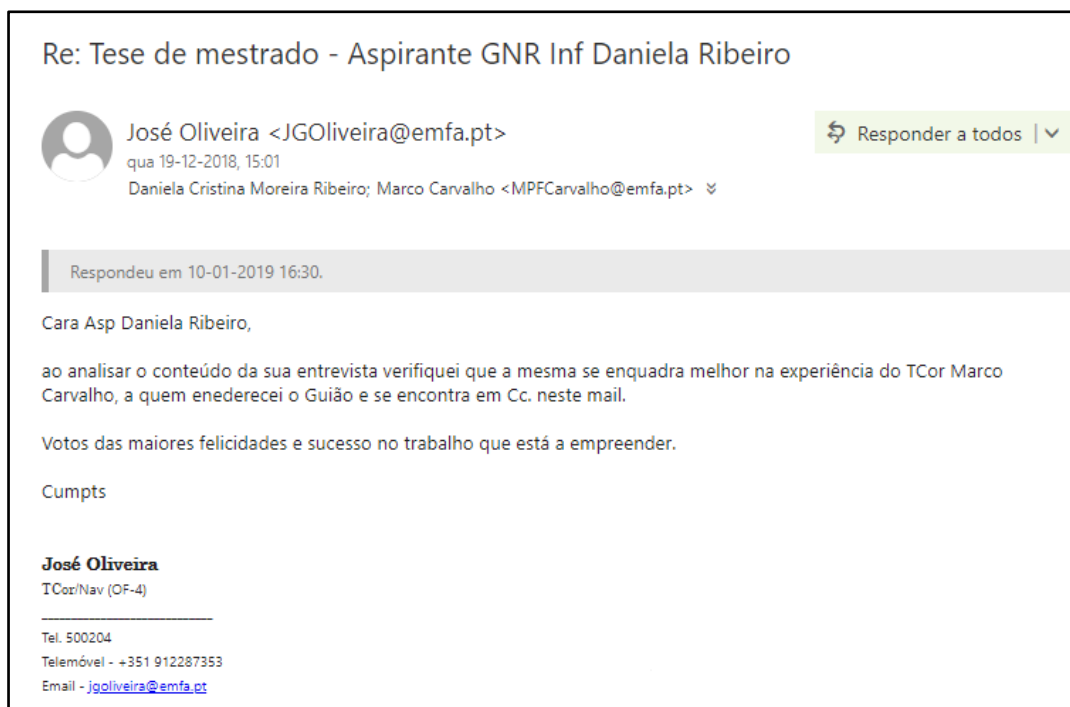 Re: Tese de mestrado - Aspirante GNR Inf Daniela Ribeiro
José Oliveira <JGOliveira@emfa.pt>
Responder a todos
qua 19-12-2018, 15:01
Daniela Cristina Moreira Ribeiro; Marco Carvalho <MPFCarvalho@emfa.pt>
Respondeu em 10-01-2019 16:30.
Cara Asp Daniela Ribeiro,
ao analisar o conteúdo da sua entrevista verifiquei que a mesma se enquadra melhor na experiência do TCor Marco
Carvalho, a quem enederecei o Guião e se encontra em Cc. neste mail.
Votos das maiores felicidades e sucesso no trabalho que está a empreender.
Cumpts
José Oliveira
TCor/Nav (OF-4)
Tel. 500204
Telemóvel - +351 912287353
Email - jgoliveira@emfa.pt